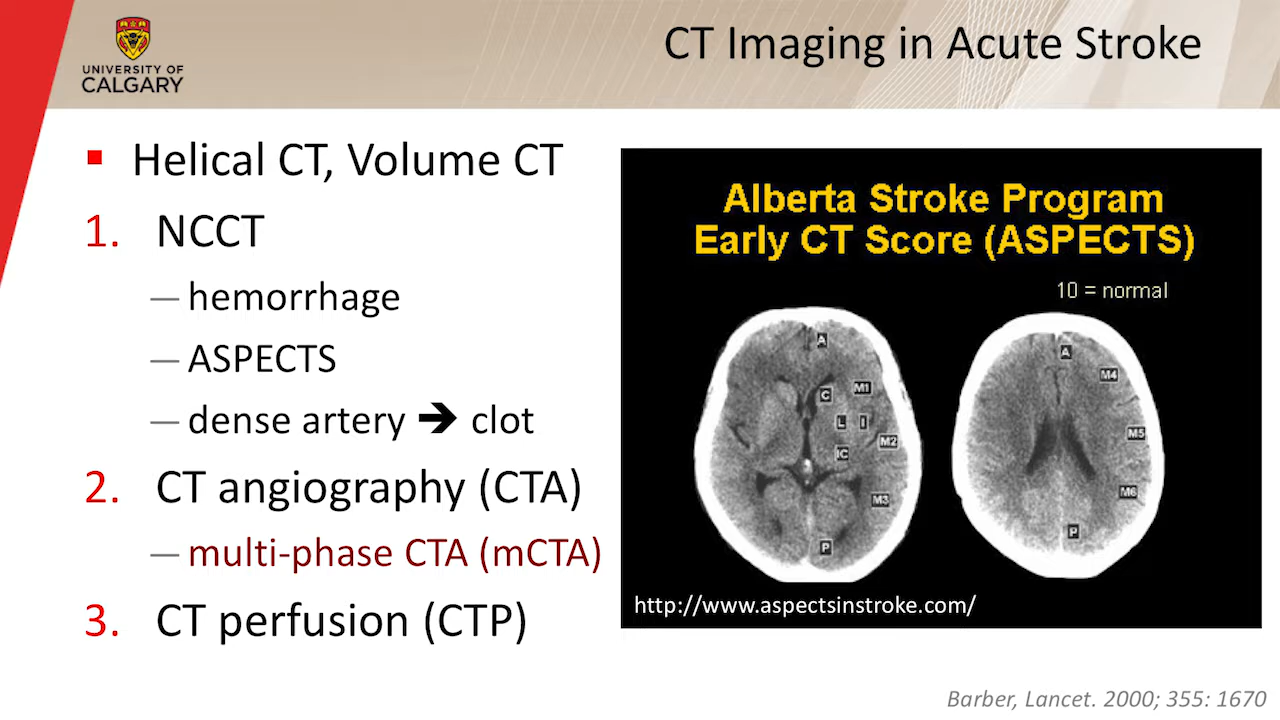 CT Imaging in Acute Stroke
UNIVERSITY OF
CALGARY
▪ Helical CT, Volume CT
1. NCCT
— hemorrhage
— ASPECTS
— dense artery ➔ clot
2. CT angiography (CTA)
— multi-phase CTA (mCTA)
3. CT perfusion (CTP)
Alberta Stroke Program
Early CT Score (ASPECTS)
10 = normal
A
C
M1
L
I
M2
IC
M3
P
A
M4
M5
M6
P
http://www.aspectsinstroke.com/
Barber, Lancet. 2000; 355: 1670